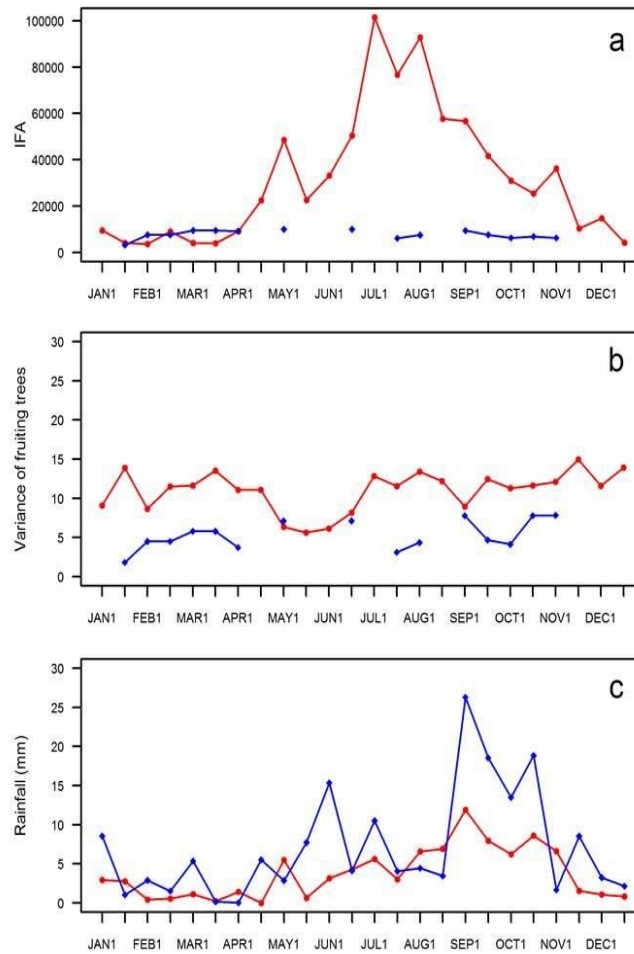 a
IFA
100000
80000
60000
40000
20000
0
JAN1 FEB1 MAR1 APR1 MAY1 JUN1 JUL1 AUG1 SEP1 OCT1 NOV1 DEC1
b
Variance of fruiting trees
30
25
20
15
10
5
0
JAN1 FEB1 MAR1 APR1 MAY1 JUN1 JUL1 AUG1 SEP1 OCT1 NOV1 DEC1
c
Rainfall (mm)
30
25
20
15
10
5
0
JAN1 FEB1 MAR1 APR1 MAY1 JUN1 JUL1 AUG1 SEP1 OCT1 NOV1 DEC1